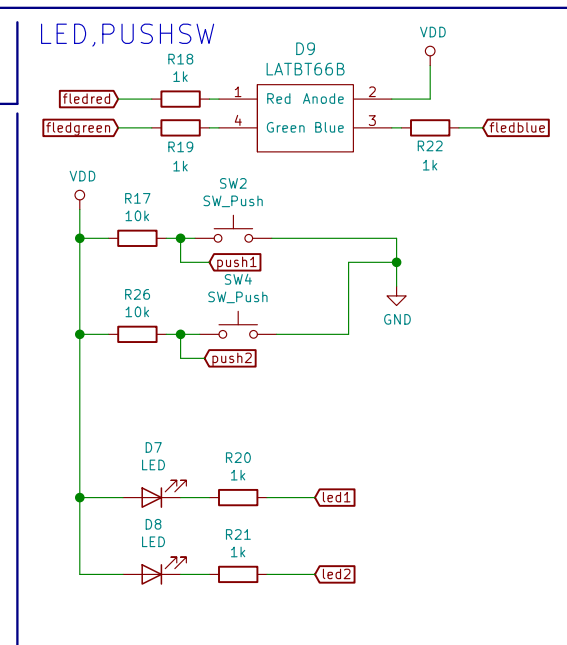 LED,PUSHSW
R18
1k
D9
LATBT66B
VDD
fledred
1
Red Anode
2
fledgreen
4
Green Blue
3
fledblue
R19
1k
R22
1k
VDD
R17
10k
SW2
SW_Push
push1
R26
10k
SW4
SW_Push
GND
push2
D7
LED
R20
1k
led1
D8
LED
R21
1k
led2